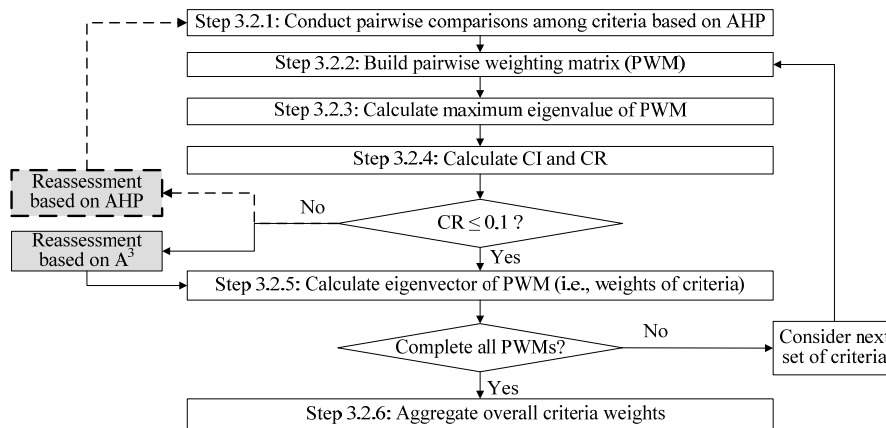 Step 3.2.1: Conduct pairwise comparisons among criteria based on AHP
Step 3.2.2: Build pairwise weighting matrix (PWM)
Step 3.2.3: Calculate maximum eigenvalue of PWM
Step 3.2.4: Calculate CI and CR
Reassessment
based on AHP
No
CR ≤ 0.1 ?
Reassessment
based on A³
Yes
Step 3.2.5: Calculate eigenvector of PWM (i.e., weights of criteria)
Complete all PWMs?
No
Consider next
set of criteria
Yes
Step 3.2.6: Aggregate overall criteria weights